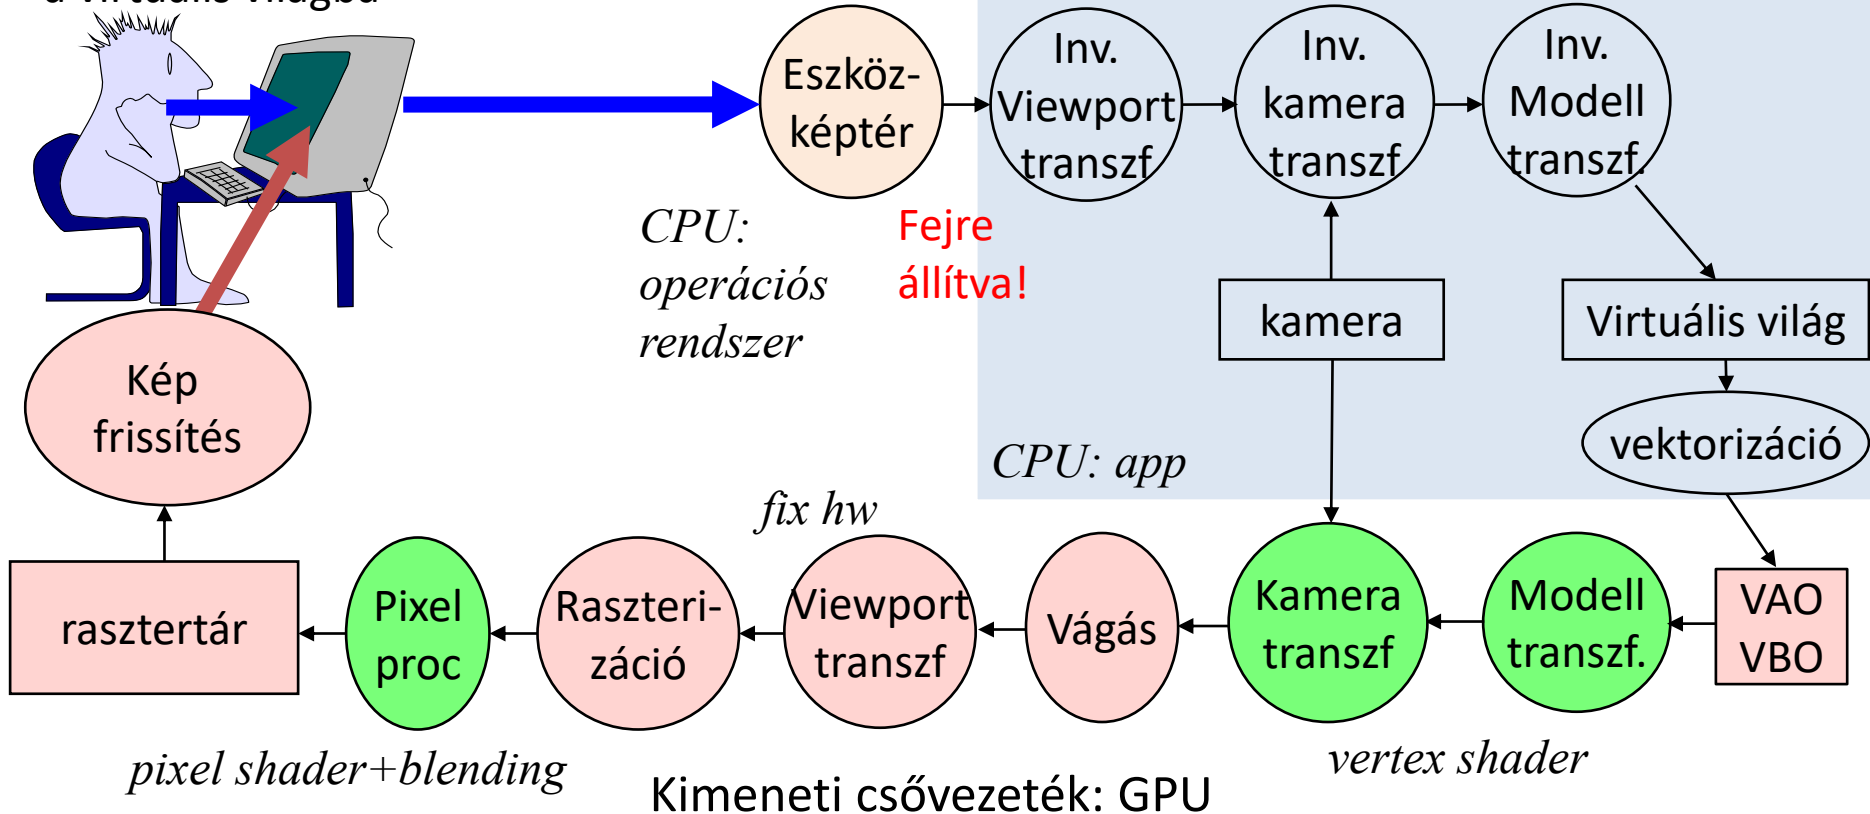 a virtuális világba
Eszköz-
képtér
Inv.
Viewport
transzf
Inv.
kamera
transzf
Inv.
Modell
transzf.
CPU:
operációs
rendszer
Fejre
állítva!
kamera
Virtuális világ
vektorizáció
CPU: app
Kép
frissítés
fix hw
rasztertár
Pixel
proc
Raszteri-
záció
Viewport
transzf
Vágás
Kamera
transzf
Modell
transzf.
VAO
VBO
pixel shader+blending
vertex shader
Kimeneti csővezeték: GPU